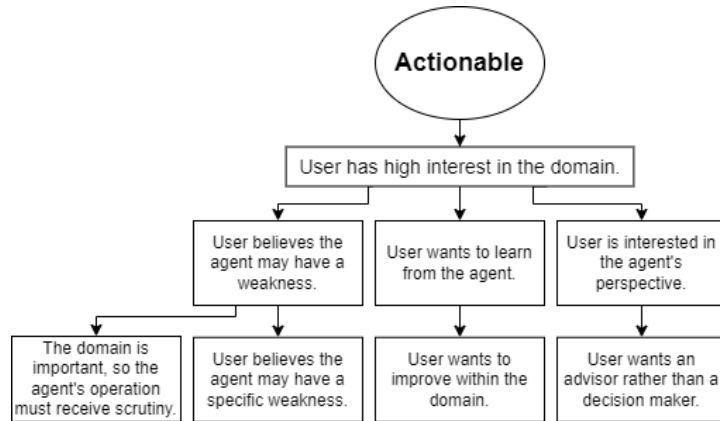 Actionable
User has high interest in the domain.
User believes the
agent may have a
weakness.
User wants to learn
from the agent.
User is interested in
the agent's
perspective.
The domain is
important, so the
agent's operation
must receive scrutiny.
User believes the
agent may have a
specific weakness.
User wants to
improve within the
domain.
User wants an
advisor rather than a
decision maker.